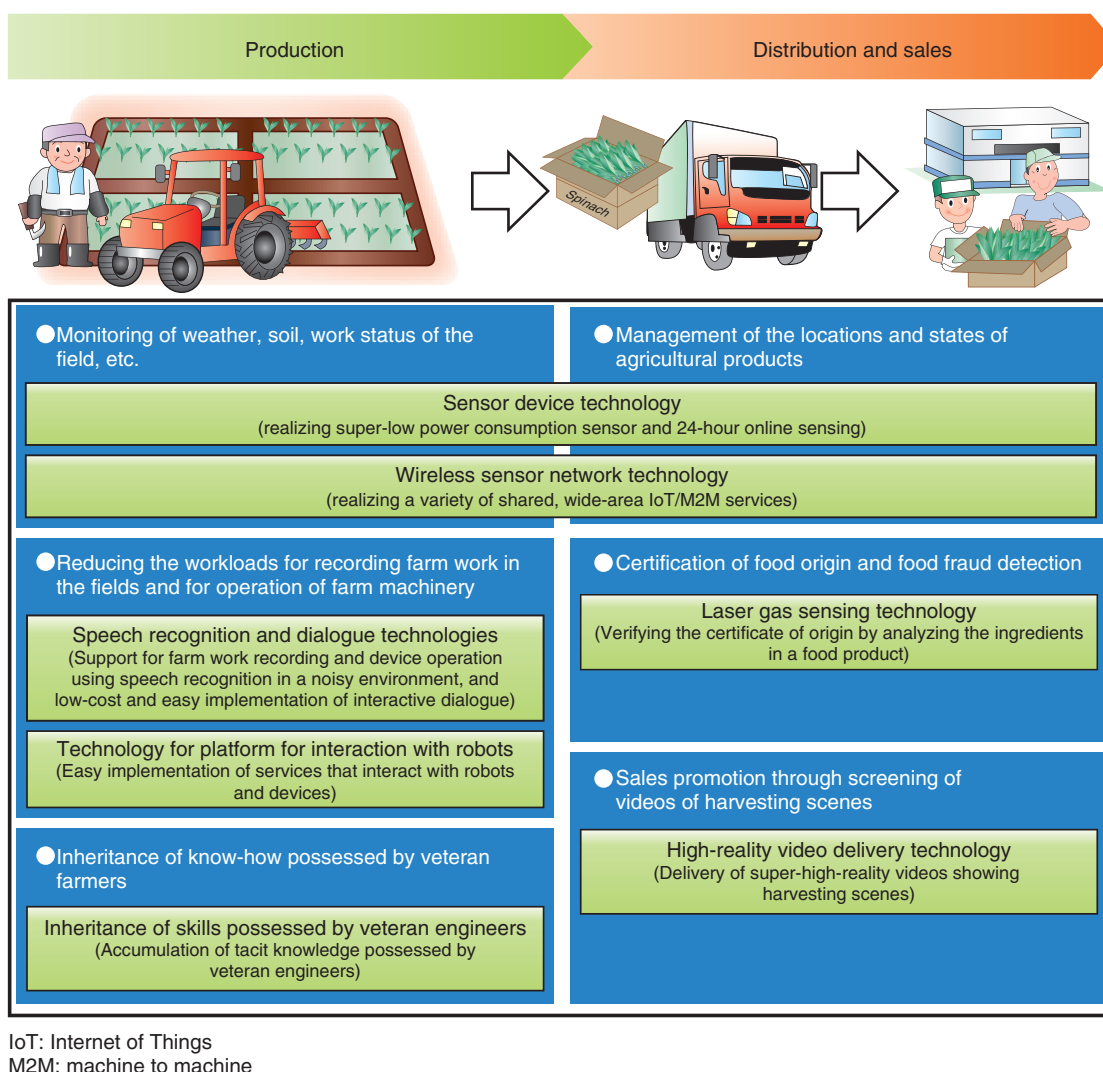 Production
Distribution and sales
Spinach
●Monitoring of weather, soil, work status of the
field, etc.
●Management of the locations and states of
agricultural products
Sensor device technology
(realizing super-low power consumption sensor and 24-hour online sensing)
Wireless sensor network technology
(realizing a variety of shared, wide-area IoT/M2M services)
●Reducing the workloads for recording farm work in
the fields and for operation of farm machinery
Speech recognition and dialogue technologies
(Support for farm work recording and device operation
using speech recognition in a noisy environment, and
low-cost and easy implementation of interactive dialogue)
Technology for platform for interaction with robots
(Easy implementation of services that interact with robots
and devices)
●Inheritance of know-how possessed by veteran
farmers
Inheritance of skills possessed by veteran engineers
(Accumulation of tacit knowledge possessed by
veteran engineers)
●Certification of food origin and food fraud detection
Laser gas sensing technology
(Verifying the certificate of origin by analyzing the ingredients
in a food product)
●Sales promotion through screening of
videos of harvesting scenes
High-reality video delivery technology
(Delivery of super-high-reality videos showing
harvesting scenes)
IoT: Internet of Things
M2M: machine to machine